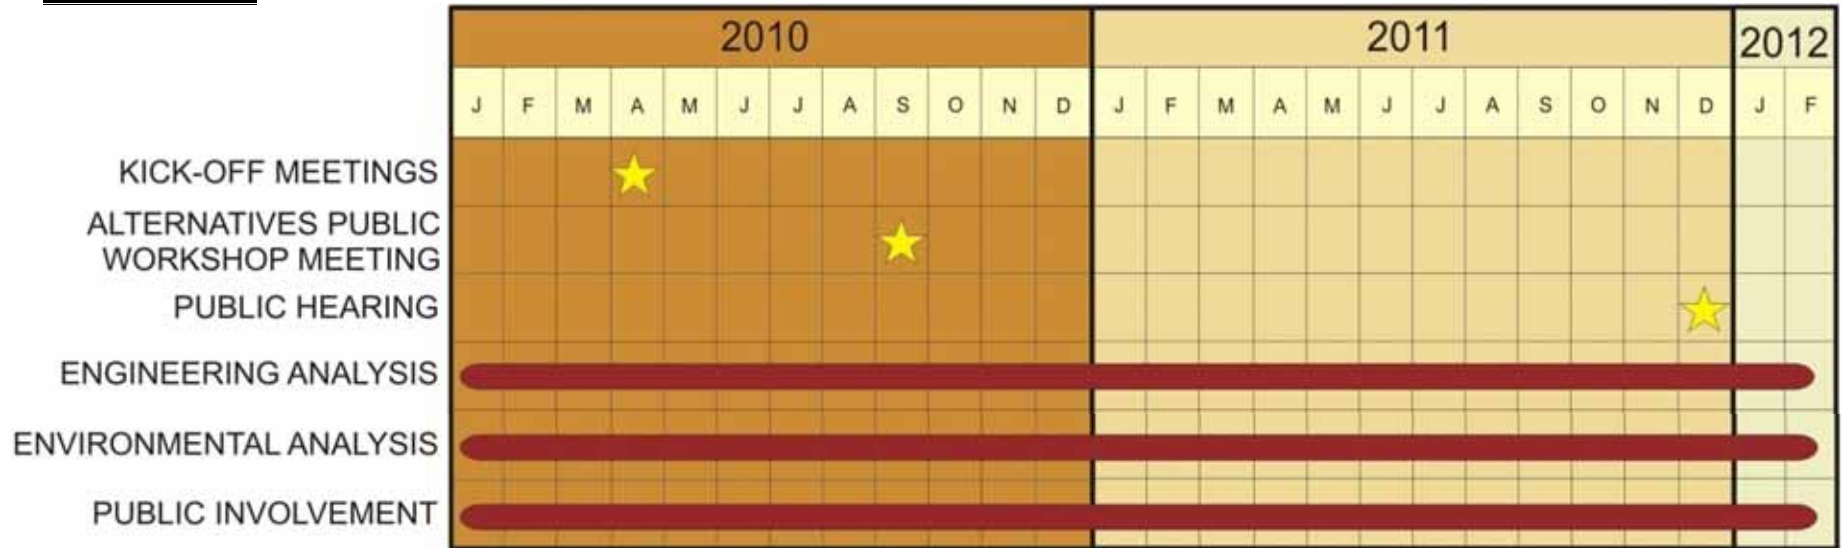 2010 2011 2012
J F M A M J J A S O N D J F M A M J J A S O N D J F
KICK-OFF MEETINGS
ALTERNATIVES PUBLIC
WORKSHOP MEETING
PUBLIC HEARING
ENGINEERING ANALYSIS
ENVIRONMENTAL ANALYSIS
PUBLIC INVOLVEMENT